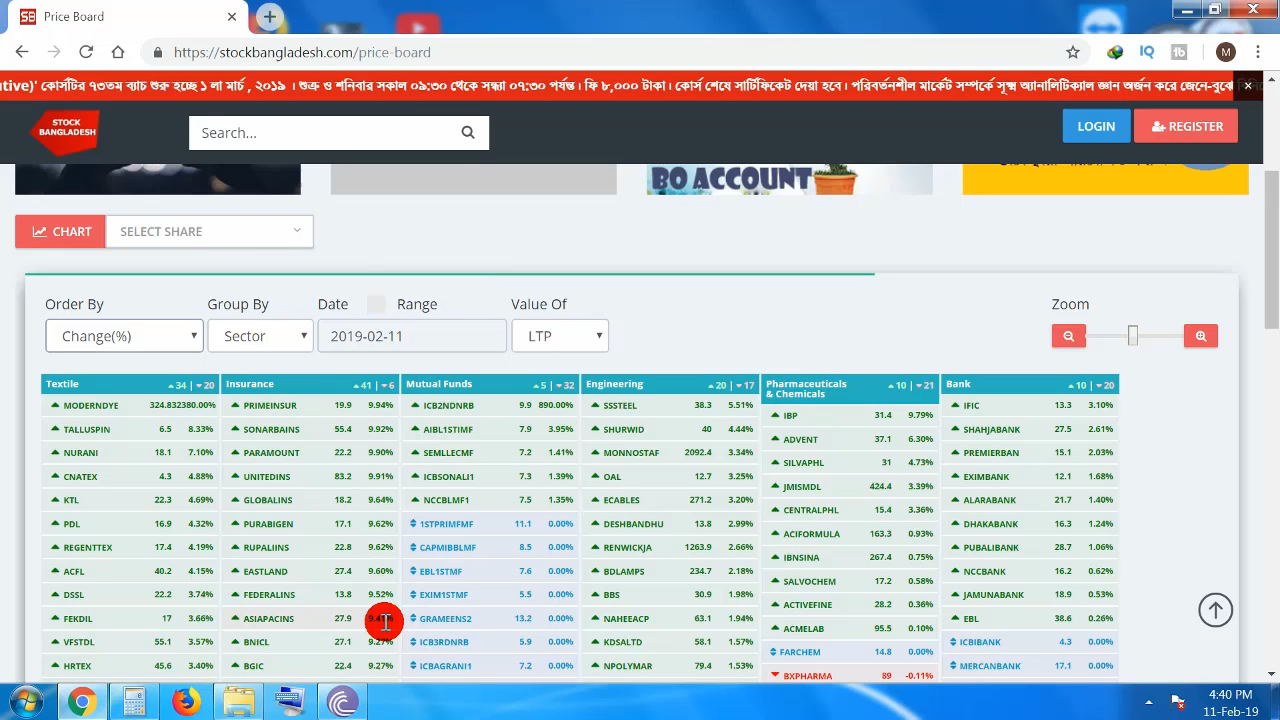 Price Board
https://stockbangladesh.com/price-board
IQ
M
ative)' কোর্সটির ৭৩তম ব্যাচ শুরু হচ্ছে ১ লা মার্চ , ২০১৯ । শুক্র ও শনিবার সকাল ০৯:৩০ থেকে সন্ধ্যা ০৭:৩০ পর্যন্ত। ফি ৮,০০০ টাকা। কোর্স শেষে সার্টিফিকেট দেয়া হবে। পরিবর্তনশীল মার্কেট সম্পর্কে সূক্ষ্ম অ্যানালিটিক্যাল জ্ঞান অর্জন করে জেনে-বুঝে
STOCK
BANGLADESH
Search...
LOGIN
REGISTER
BO ACCOUNT
CHART
SELECT SHARE
Order By Group By Date Range Value Of Zoom
Change(%) Sector 2019-02-11 LTP
Textile 34 | 20
MODERNDYE 324.832380.00%
TALLUSPIN 6.5 8.33%
NURANI 18.1 7.10%
CNATEX 4.3 4.88%
KTL 22.3 4.69%
PDL 16.9 4.32%
REGENTTEX 17.4 4.19%
ACFL 40.2 4.15%
DSSL 22.2 3.74%
FEKDIL 17 3.66%
VFSTDL 55.1 3.57%
HRTEX 45.6 3.40%
Insurance 41 | 6
PRIMEINSUR 19.9 9.94%
SONARBAINS 55.4 9.92%
PARAMOUNT 22.2 9.90%
UNITEDINS 83.2 9.91%
GLOBALINS 18.2 9.64%
PURABIGEN 17.1 9.62%
RUPALIINS 22.8 9.62%
EASTLAND 27.4 9.60%
FEDERALINS 13.8 9.52%
ASIAPACINS 27.9 9.41%
BNICL 27.1 9.27%
BGIC 22.4 9.27%
Mutual Funds 5 | 32
ICB2NDNRB 9.9 890.00%
AIBL1STIMF 7.9 3.95%
SEMLLECMF 7.2 1.41%
ICBSONALI1 7.3 1.39%
NCCBLMF1 7.5 1.35%
1STPRIMFMF 11.1 0.00%
CAPMIBBLMF 8.5 0.00%
EBL1STMF 7.6 0.00%
EXIM1STMF 5.5 0.00%
GRAMEENS2 13.2 0.00%
ICB3RDNRB 5.9 0.00%
ICBAGRANI1 7.2 0.00%
Engineering 20 | 17
SSSTEEL 38.3 5.51%
SHURWID 40 4.44%
MONNOSTAF 2092.4 3.34%
OAL 12.7 3.25%
ECABLES 271.2 3.20%
DESHBANDHU 13.8 2.99%
RENWICKJA 1263.9 2.66%
BDLAMPS 234.7 2.18%
BBS 30.9 1.98%
NAHEEACP 63.1 1.94%
KDSALTD 58.1 1.57%
NPOLYMAR 79.4 1.53%
Pharmaceuticals 10 | 21
& Chemicals
IBP 31.4 9.79%
ADVENT 37.1 6.30%
SILVAPHL 31 4.73%
JMISMDL 424.4 3.39%
CENTRALPHL 15.4 3.36%
ACIFORMULA 163.3 0.93%
IBNSINA 267.4 0.75%
SALVOCHEM 17.2 0.58%
ACTIVEFINE 28.2 0.36%
ACMELAB 95.5 0.10%
FARCHEM 14.8 0.00%
BXPHARMA 89 -0.11%
Bank 10 | 20
IFIC 13.3 3.10%
SHAHJABANK 27.5 2.61%
PREMIERBAN 15.1 2.03%
EXIMBANK 12.1 1.68%
ALARABANK 21.7 1.40%
DHAKABANK 16.3 1.24%
PUBALIBANK 28.7 1.06%
NCCBANK 16.2 0.62%
JAMUNABANK 18.9 0.53%
EBL 38.6 0.26%
ICBIBANK 4.3 0.00%
MERCANBANK 17.1 0.00%
4:40 PM
11-Feb-19